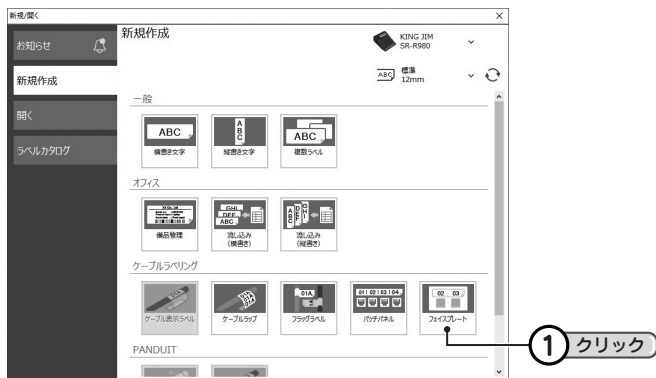 新規/開く
×
お知らせ
新規作成
開く
ラベルカタログ
新規作成
KING JIM
SR-R980
ABC
標準
12mm
一般
ABC
横書き文字
A
B
C
縦書き文字
ABC
複数ラベル
オフィス
備品管理
GHI
DEF
ABC
流し込み
(横書き)
ABC
DEF
GHI
流し込み
(縦書き)
ケーブルラベリング
ケーブル表示ラベル
ケーブルラップ
01A
フラッグラベル
01 02 03 04
パッチパネル
02 03
フェイスプレート
PANDUIT
1 クリック